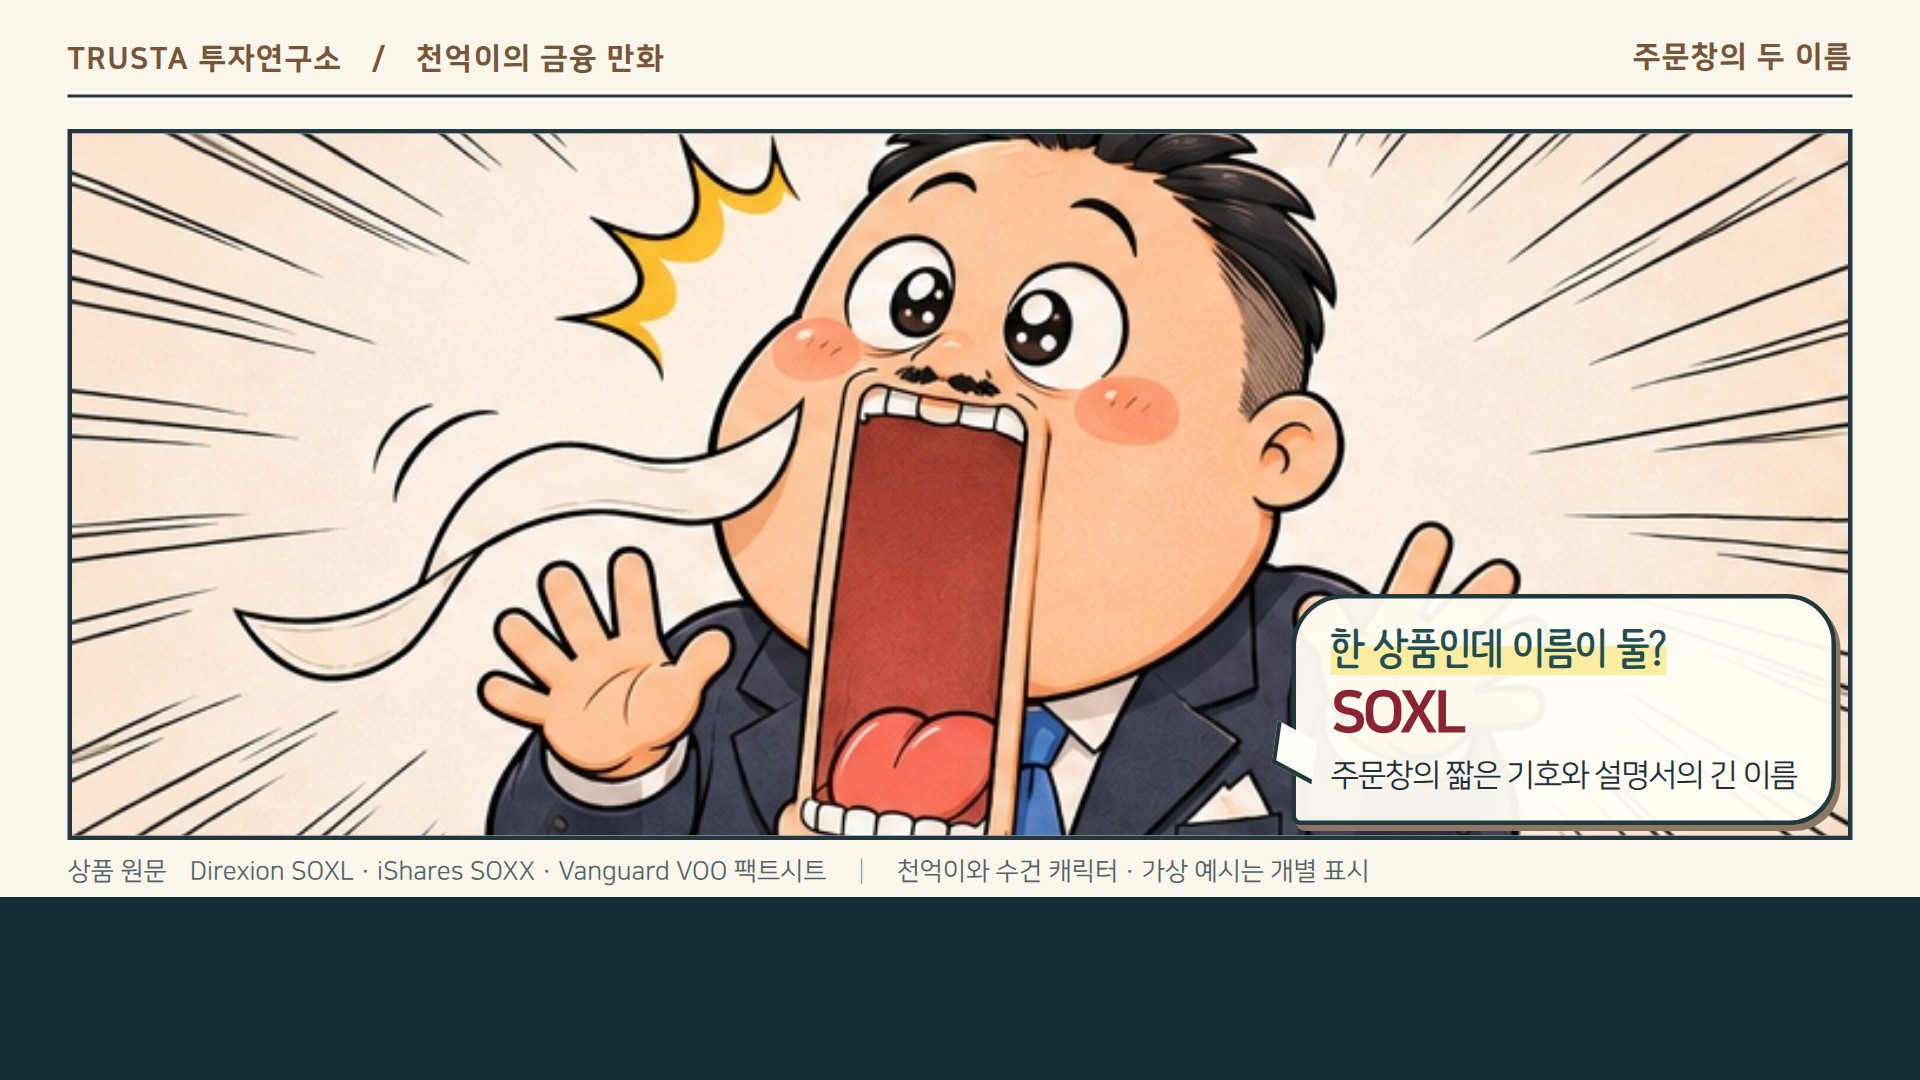 TRUSTA 투자연구소 / 천억이의 금융 만화
주문창의 두 이름
한 상품인데 이름이 둘?
SOXL
주문창의 짧은 기호와 설명서의 긴 이름
상품 원문 Direxion SOXL · iShares SOXX · Vanguard VOO 팩트시트 | 천억이와 수건 캐릭터 · 가상 예시는 개별 표시